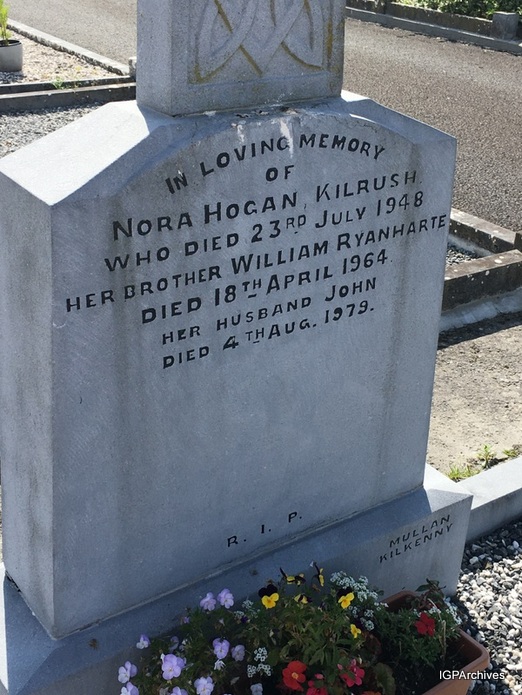 IN LOVING MEMORY
OF
NORA HOGAN, KILRUSH
WHO DIED 23RD JULY 1948
HER BROTHER WILLIAM RYANHARTE
DIED 18TH APRIL 1964.
HER HUSBAND JOHN
DIED 4TH AUG. 1979.
R. I. P.
MULLAN
KILKENNY
IGPArchives